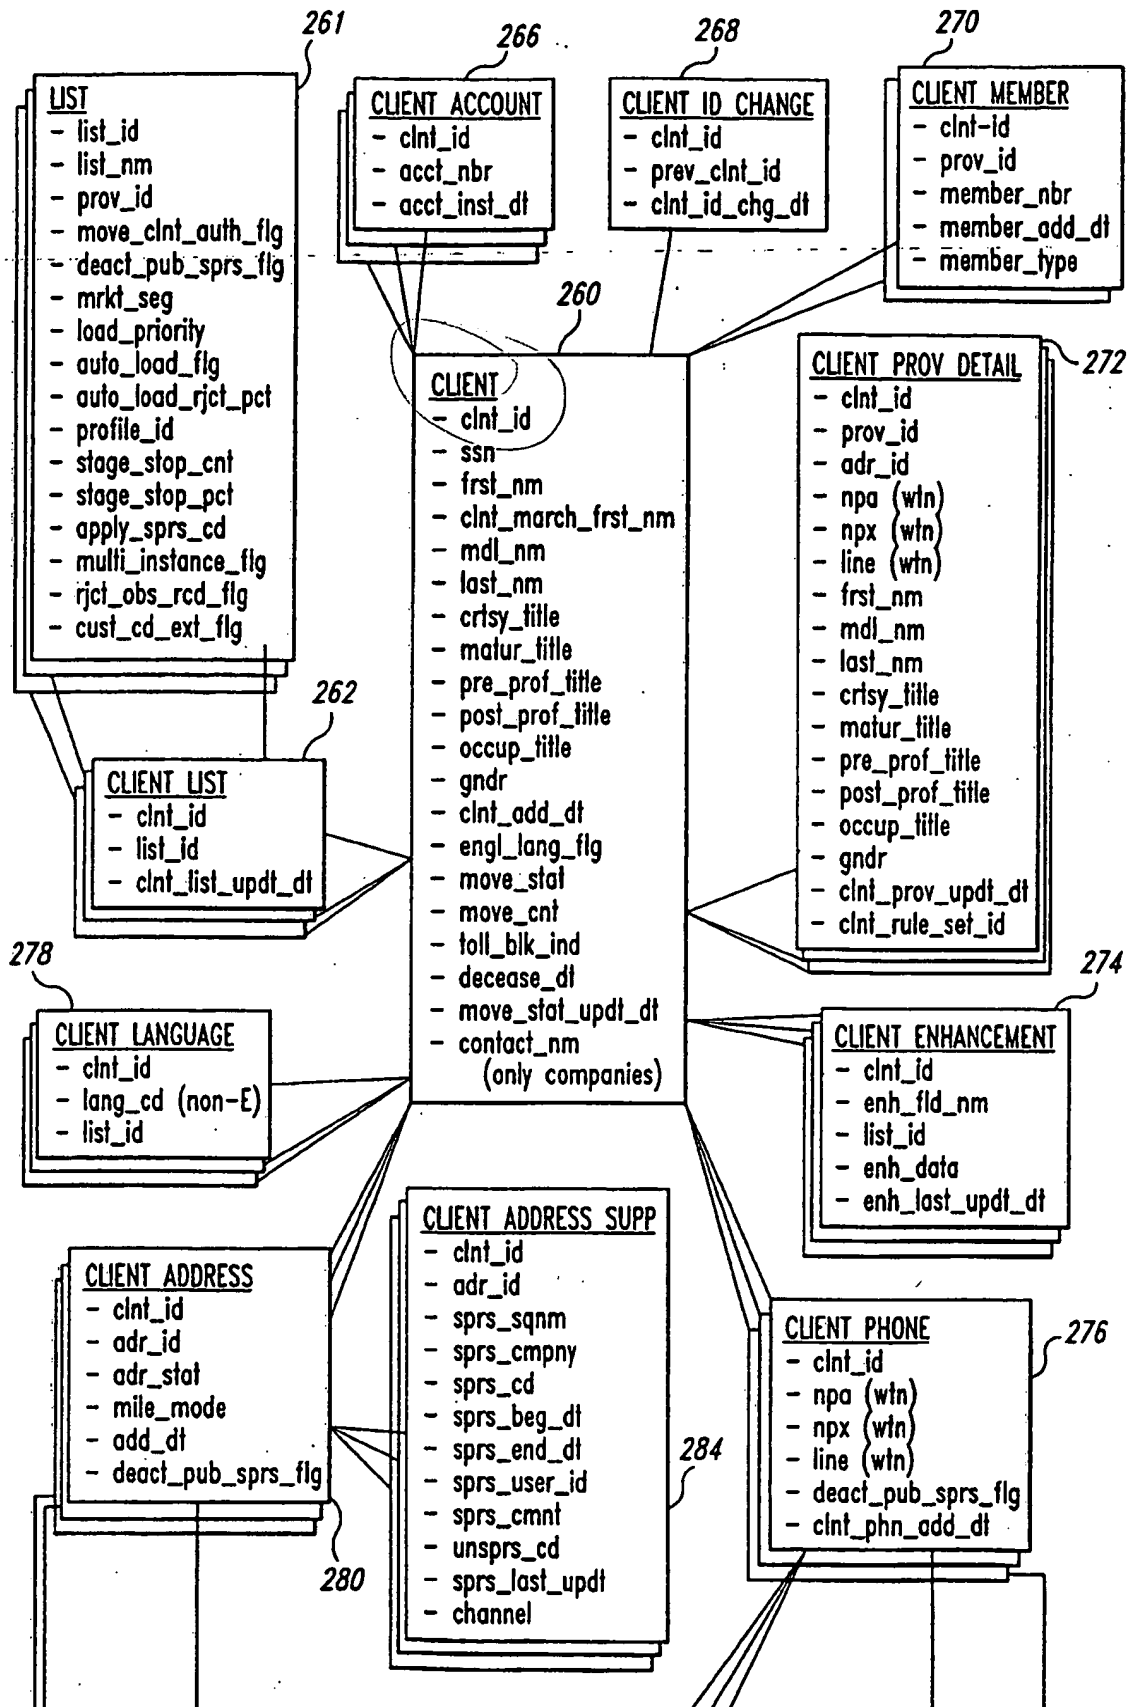 261
LIST
- list_id
- list_nm
- prov_id
- move_clnt_auth_flg
- deact_pub_sprs_flg
- mrkt_seg
- load_priority
- auto_load_flg
- auto_load_rjct_pct
- profile_id
- stage_stop_cnt
- stage_stop_pct
- apply_sprs_cd
- multi_instance_flg
- rjct_obs_rcd_flg
- cust_cd_ext_flg
266
CLIENT ACCOUNT
- clnt_id
- acct_nbr
- acct_inst_dt
268
CLIENT ID CHANGE
- clnt_id
- prev_clnt_id
- clnt_id_chg_dt
270
CLIENT MEMBER
- clnt-id
- prov_id
- member_nbr
- member_add_dt
- member_type
260
CLIENT
- clnt_id
- ssn
- frst_nm
- clnt_march_frst_nm
- mdl_nm
- last_nm
- crtsy_title
- matur_title
- pre_prof_title
- post_prof_title
- occup_title
- gndr
- clnt_add_dt
- engl_lang_flg
- move_stat
- move_cnt
- toll_blk_ind
- decease_dt
- move_stat_updt_dt
- contact_nm
(only companies)
272
CLIENT PROV DETAIL
- clnt_id
- prov_id
- adr_id
- npa (wtn)
- npx (wtn)
- line (wtn)
- frst_nm
- mdl_nm
- last_nm
- crtsy_title
- matur_title
- pre_prof_title
- post_prof_title
- occup_title
- gndr
- clnt_prov_updt_dt
- clnt_rule_set_id
262
CLIENT LIST
- clnt_id
- list_id
- clnt_list_updt_dt
278
CLIENT LANGUAGE
- clnt_id
- lang_cd (non-E)
- list_id
274
CLIENT ENHANCEMENT
- clnt_id
- enh_fld_nm
- list_id
- enh_data
- enh_last_updt_dt
CLIENT ADDRESS
- clnt_id
- adr_id
- adr_stat
- mile_mode
- add_dt
- deact_pub_sprs_flg
280
CLIENT ADDRESS SUPP
- clnt_id
- adr_id
- sprs_sqnm
- sprs_cmpny
- sprs_cd
- sprs_beg_dt
- sprs_end_dt
- sprs_user_id
- sprs_cmnt
- unsprs_cd
- sprs_last_updt
- channel
284
CLIENT PHONE
- clnt_id
- npa (wtn)
- npx (wtn)
- line (wtn)
- deact_pub_sprs_flg
- clnt_phn_add_dt
276